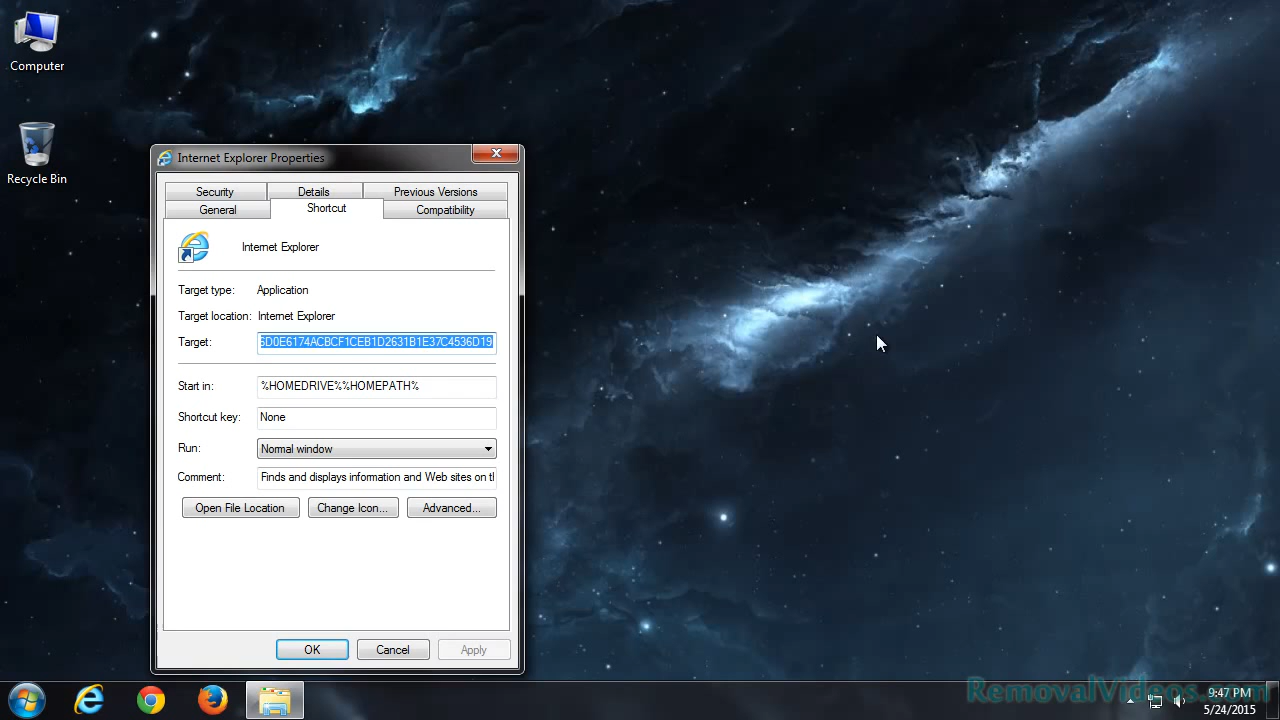 Computer
Recycle Bin
Internet Explorer Properties
Security Details Previous Versions
General Shortcut Compatibility
Internet Explorer
Target type: Application
Target location: Internet Explorer
Target: 6D0E6174ACBCF1CEB1D2631B1E37C4536D19
Start in: %HOMEDRIVE%%HOMEPATH%
Shortcut key: None
Run: Normal window
Comment: Finds and displays information and Web sites on
Open File Location Change Icon... Advanced...
OK Cancel Apply
RemovalVideos.com
9:47 PM
5/24/2015